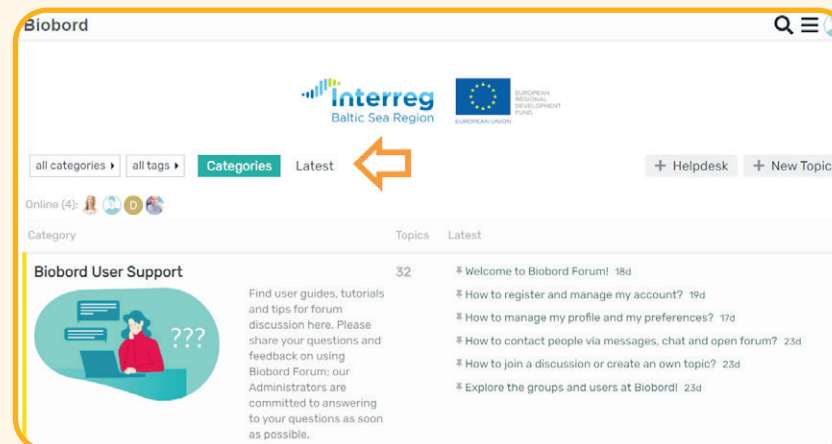 Biobord
Interreg
Baltic Sea Region
EUROPEAN UNION
EUROPEAN
REGIONAL
DEVELOPMENT
FUND
all categories all tags Categories Latest + Helpdesk + New Topic
Online (4): D
Category Topics Latest
Biobord User Support
???
Find user guides, tutorials
and tips for forum
discussion here. Please
share your questions and
feedback on using
Biobord Forum; our
Administrators are
committed to answering
to your questions as soon
as possible.
32
Welcome to Biobord Forum! 18d
How to register and manage my account? 19d
How to manage my profile and my preferences? 17d
How to contact people via messages, chat and open forum? 23d
How to join a discussion or create an own topic? 23d
Explore the groups and users at Biobord! 23d